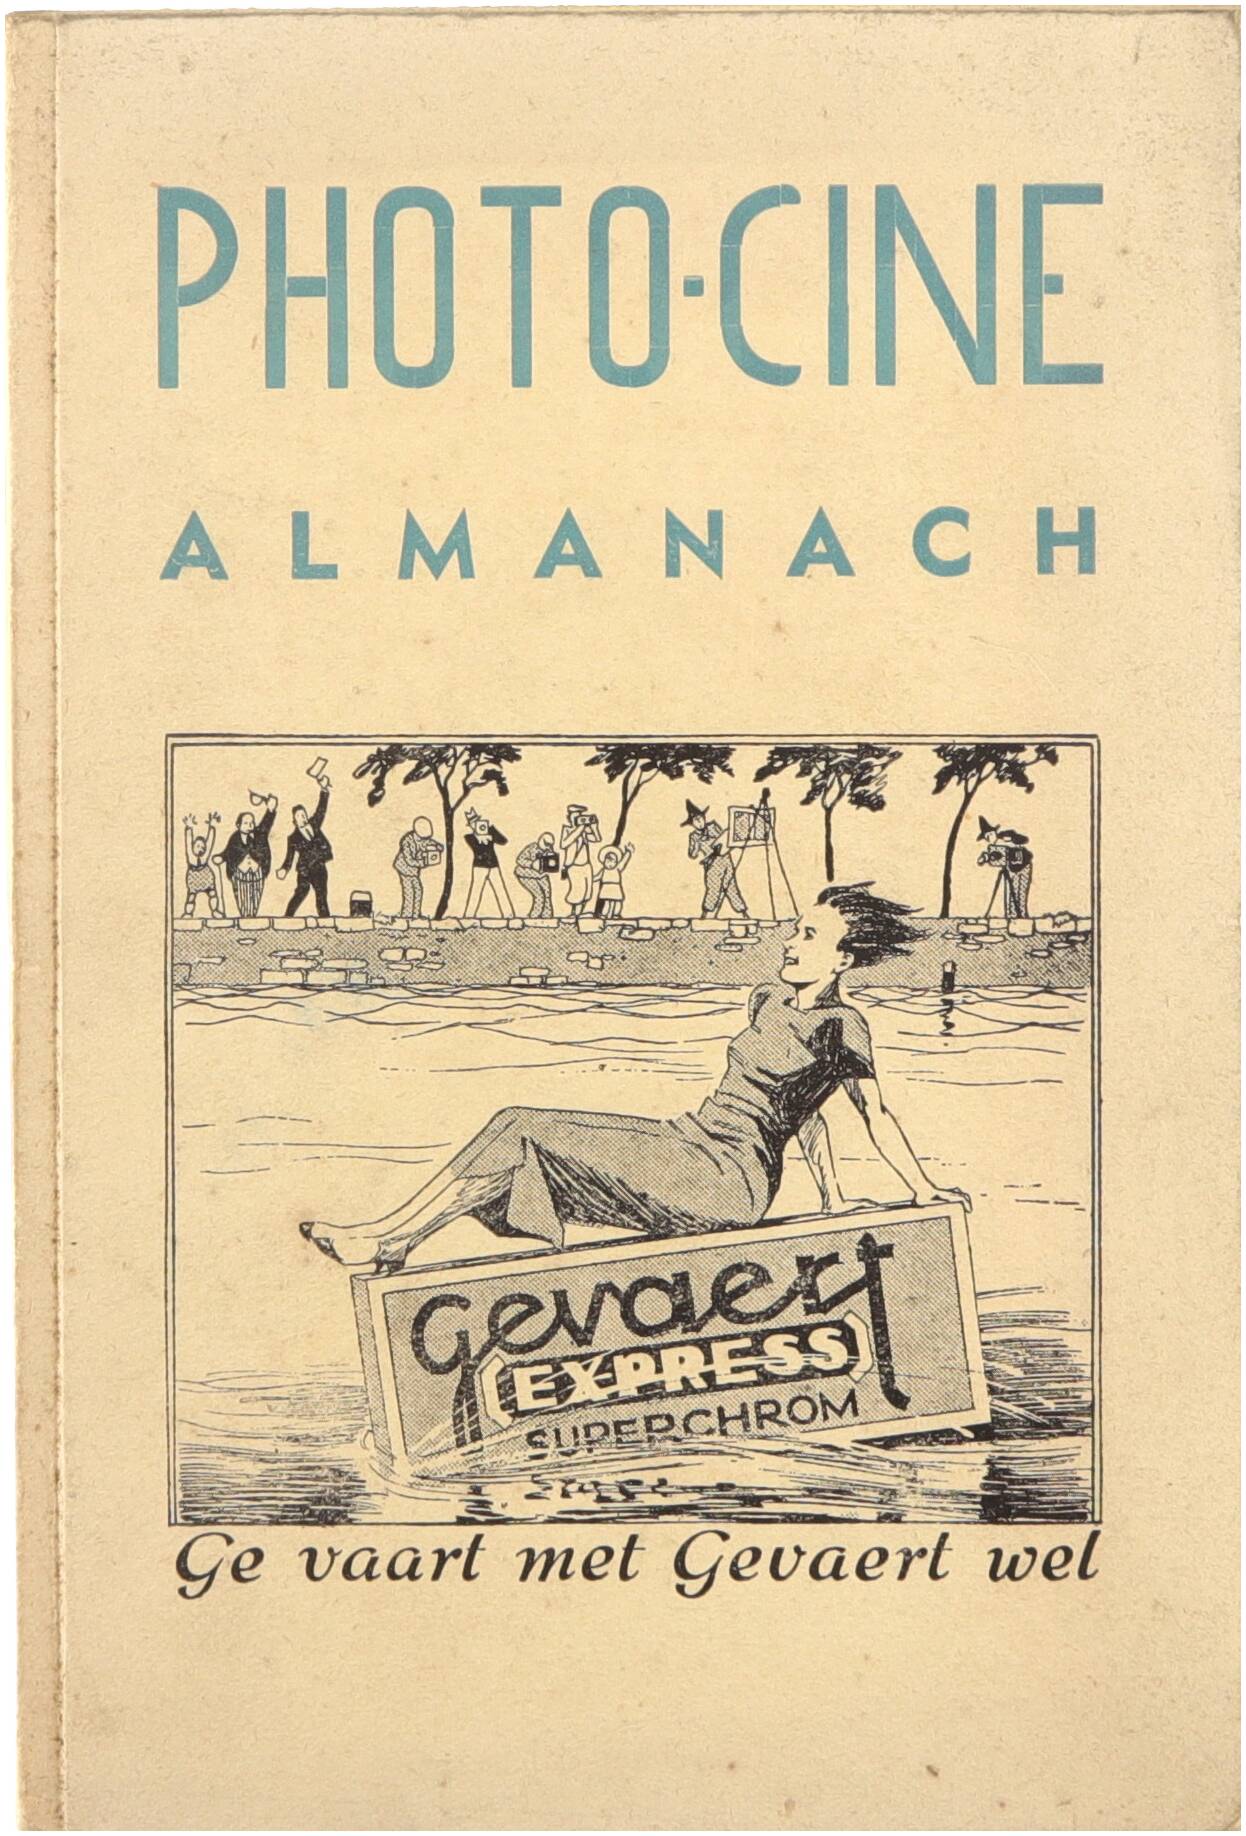 PHOTO-CINE
ALMANACH
Gevaert
EXPRESS
SUPERCHROM
Ge vaart met Gevaert wel